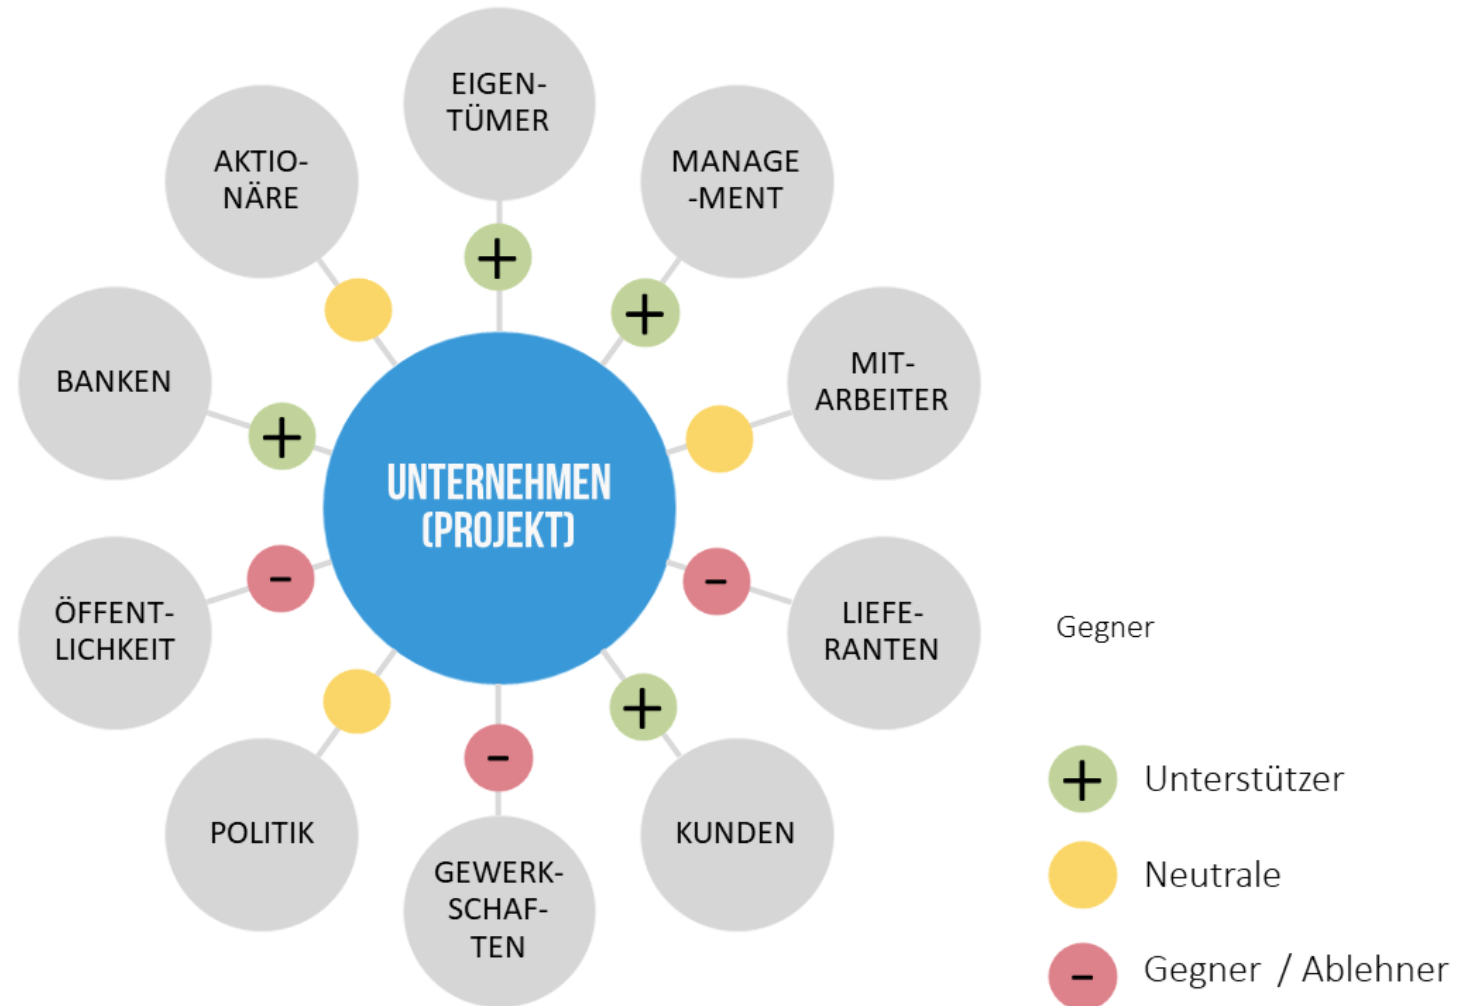 EIGEN-
TÜMER
MANAGE
-MENT
MIT-
ARBEITER
LIEFE-
RANTEN
KUNDEN
GEWERK-
SCHAF-
TEN
POLITIK
ÖFFENT-
LICHKEIT
BANKEN
AKTIO-
NÄRE
UNTERNEHMEN
(PROJEKT)
+
+
+
+
-
-
-
Gegner
+ Unterstützer
Neutrale
- Gegner / Ablehner